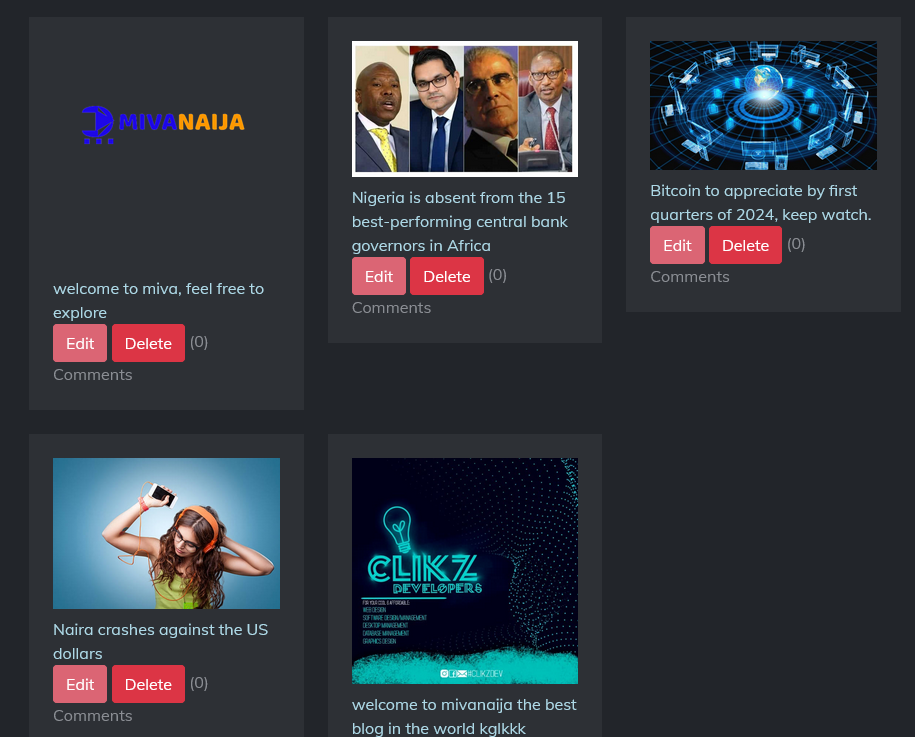 MIVANAIJA
welcome to miva, feel free to
explore
Edit Delete (0)
Comments
Nigeria is absent from the 15
best-performing central bank
governors in Africa
Edit Delete (0)
Comments
Bitcoin to appreciate by first
quarters of 2024, keep watch.
Edit Delete (0)
Comments
Naira crashes against the US
dollars
Edit Delete (0)
Comments
CLIKZ
DEVELOPERS
FOR YOUR COOL & AFFORDABLE:
WEB DESIGN
SOFTWARE DESIGN/MANAGEMENT
DESKTOP MANAGEMENT
DATABASE MANAGEMENT
GRAPHICS DESIGN
@CLIKZDEV
welcome to mivanaija the best
blog in the world kglkkk